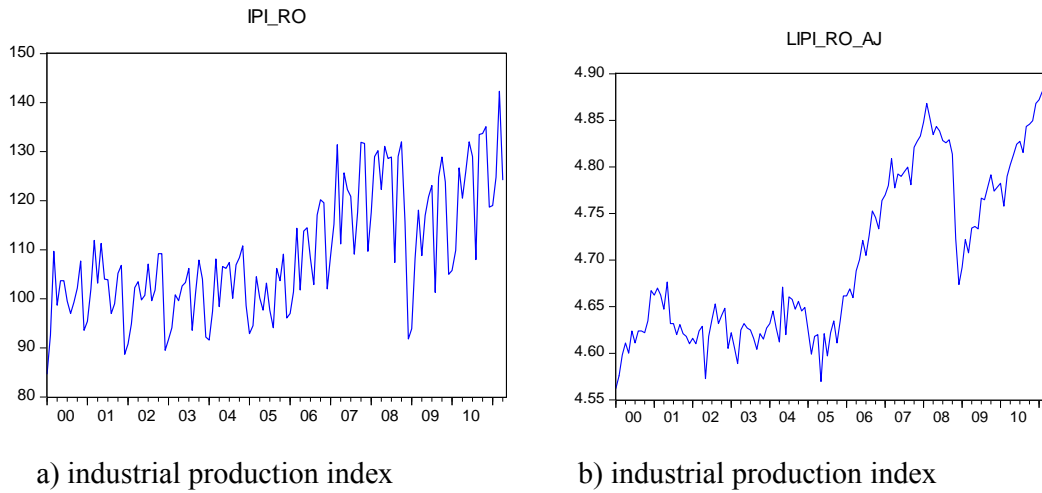 IPI_RO
150
140
130
120
110
100
90
80
00 01 02 03 04 05 06 07 08 09 10
a) industrial production index
LIPI_RO_AJ
4.90
4.85
4.80
4.75
4.70
4.65
4.60
4.55
00 01 02 03 04 05 06 07 08 09 10
b) industrial production index